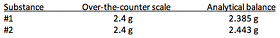 Substance Over-the-counter scale Analytical balance
#1 2.4 g 2.385 g
#2 2.4 g 2.443 g